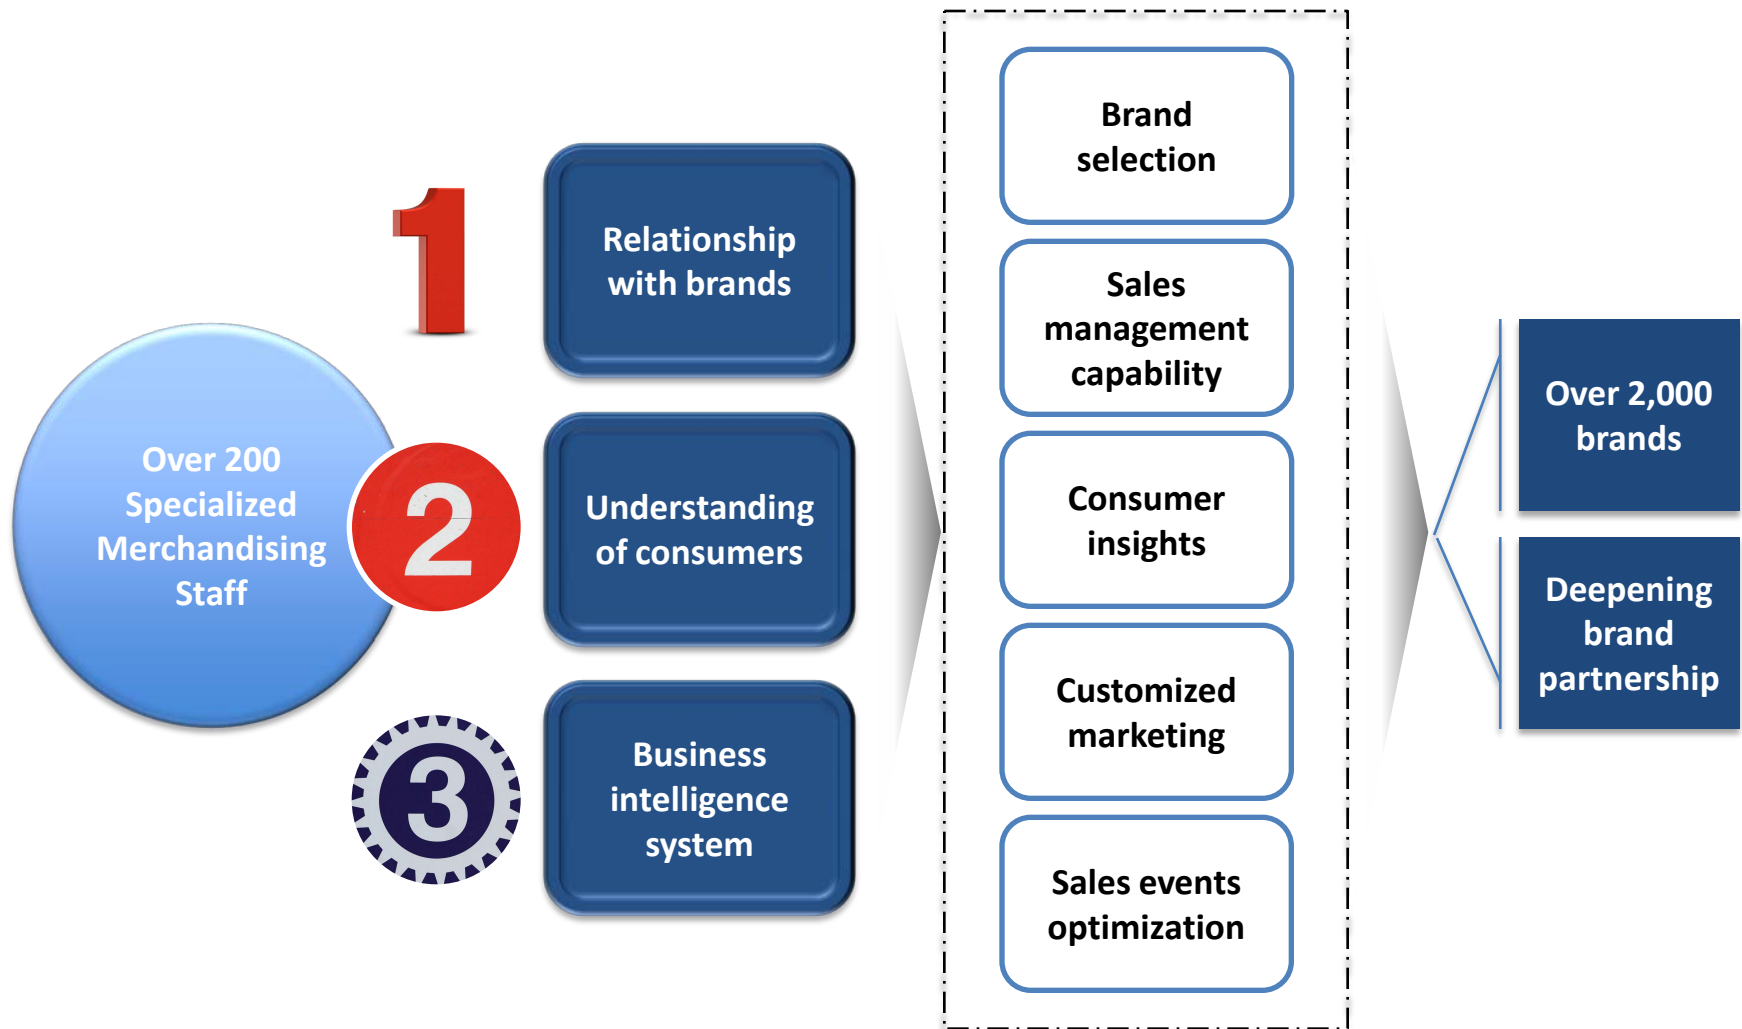 Over 200
Specialized
Merchandising
Staff
1
Relationship
with brands
2
Understanding
of consumers
3
Business
intelligence
system
Brand
selection
Sales
management
capability
Consumer
insights
Customized
marketing
Sales events
optimization
Over 2,000
brands
Deepening
brand
partnership